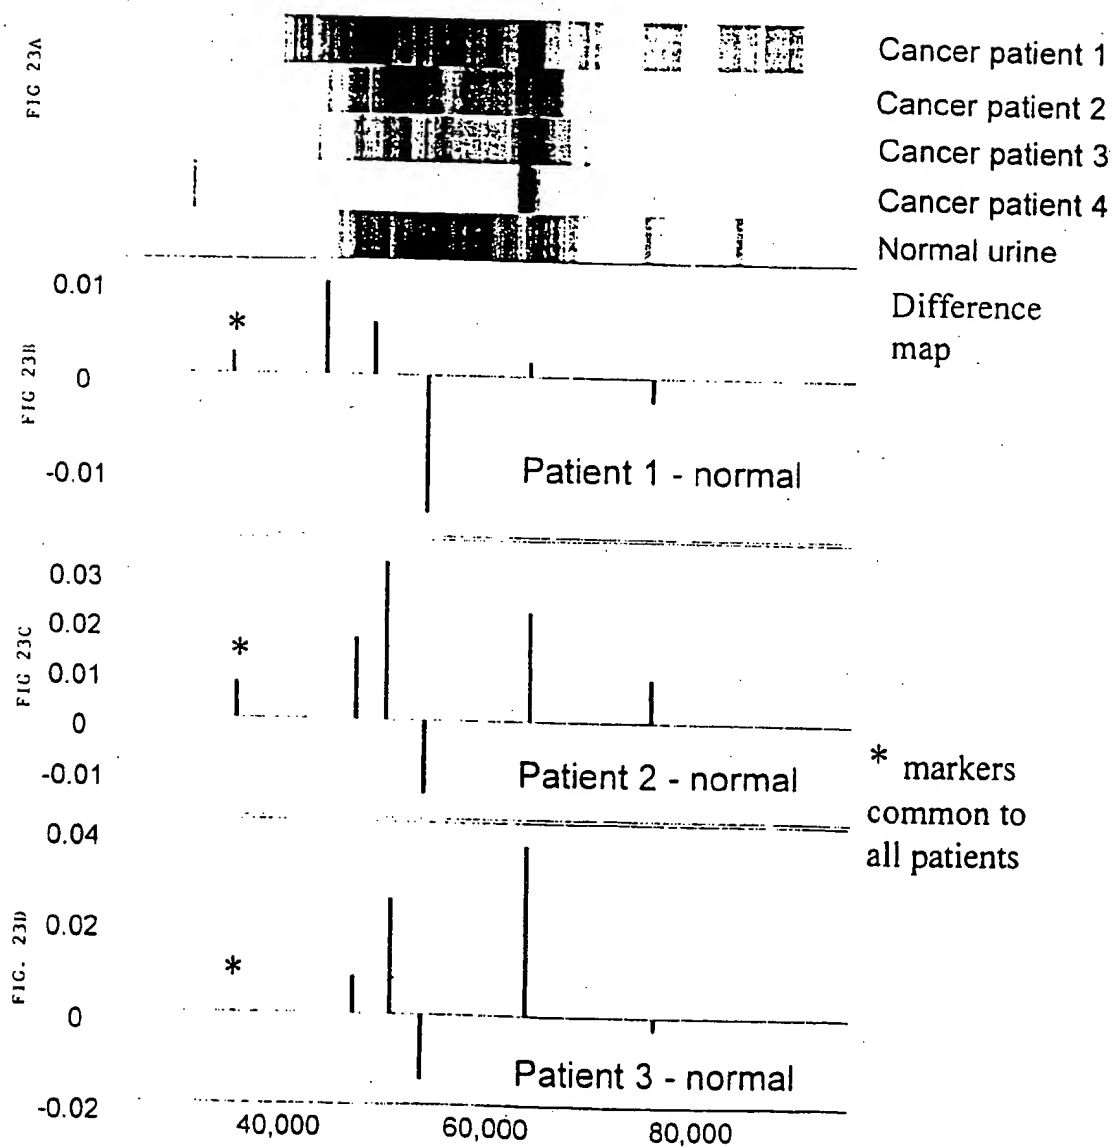 FIG 23A
Cancer patient 1
Cancer patient 2
Cancer patient 3
Cancer patient 4
Normal urine
Difference
map
FIG 23B
0.01
*
0
-0.01
Patient 1 - normal
FIG 23C
0.03
0.02
*
0.01
0
-0.01
Patient 2 - normal
* markers
common to
all patients
FIG. 23D
0.04
0.02
*
0
-0.02
Patient 3 - normal
40,000
60,000
80,000